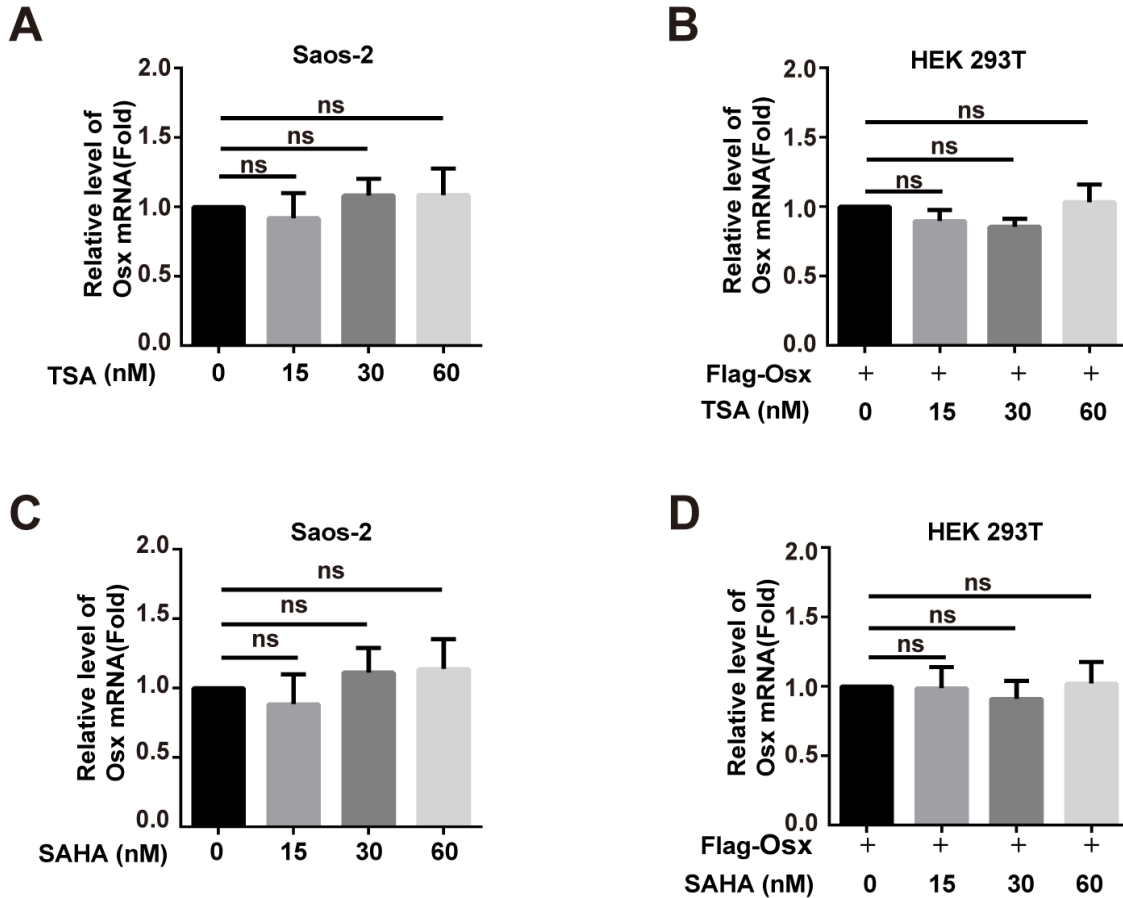 A
Saos-2
Relative level of
Osx mRNA(Fold)
2.0
1.5
1.0
0.5
0.0
ns
ns
ns
TSA (nM) 0 15 30 60
B
HEK 293T
Relative level of
Osx mRNA(Fold)
2.0
1.5
1.0
0.5
0.0
ns
ns
ns
Flag-Osx + + + +
TSA (nM) 0 15 30 60
C
Saos-2
Relative level of
Osx mRNA(Fold)
2.0
1.5
1.0
0.5
0.0
ns
ns
ns
SAHA (nM) 0 15 30 60
D
HEK 293T
Relative level of
Osx mRNA(Fold)
2.0
1.5
1.0
0.5
0.0
ns
ns
ns
Flag-Osx + + + +
SAHA (nM) 0 15 30 60